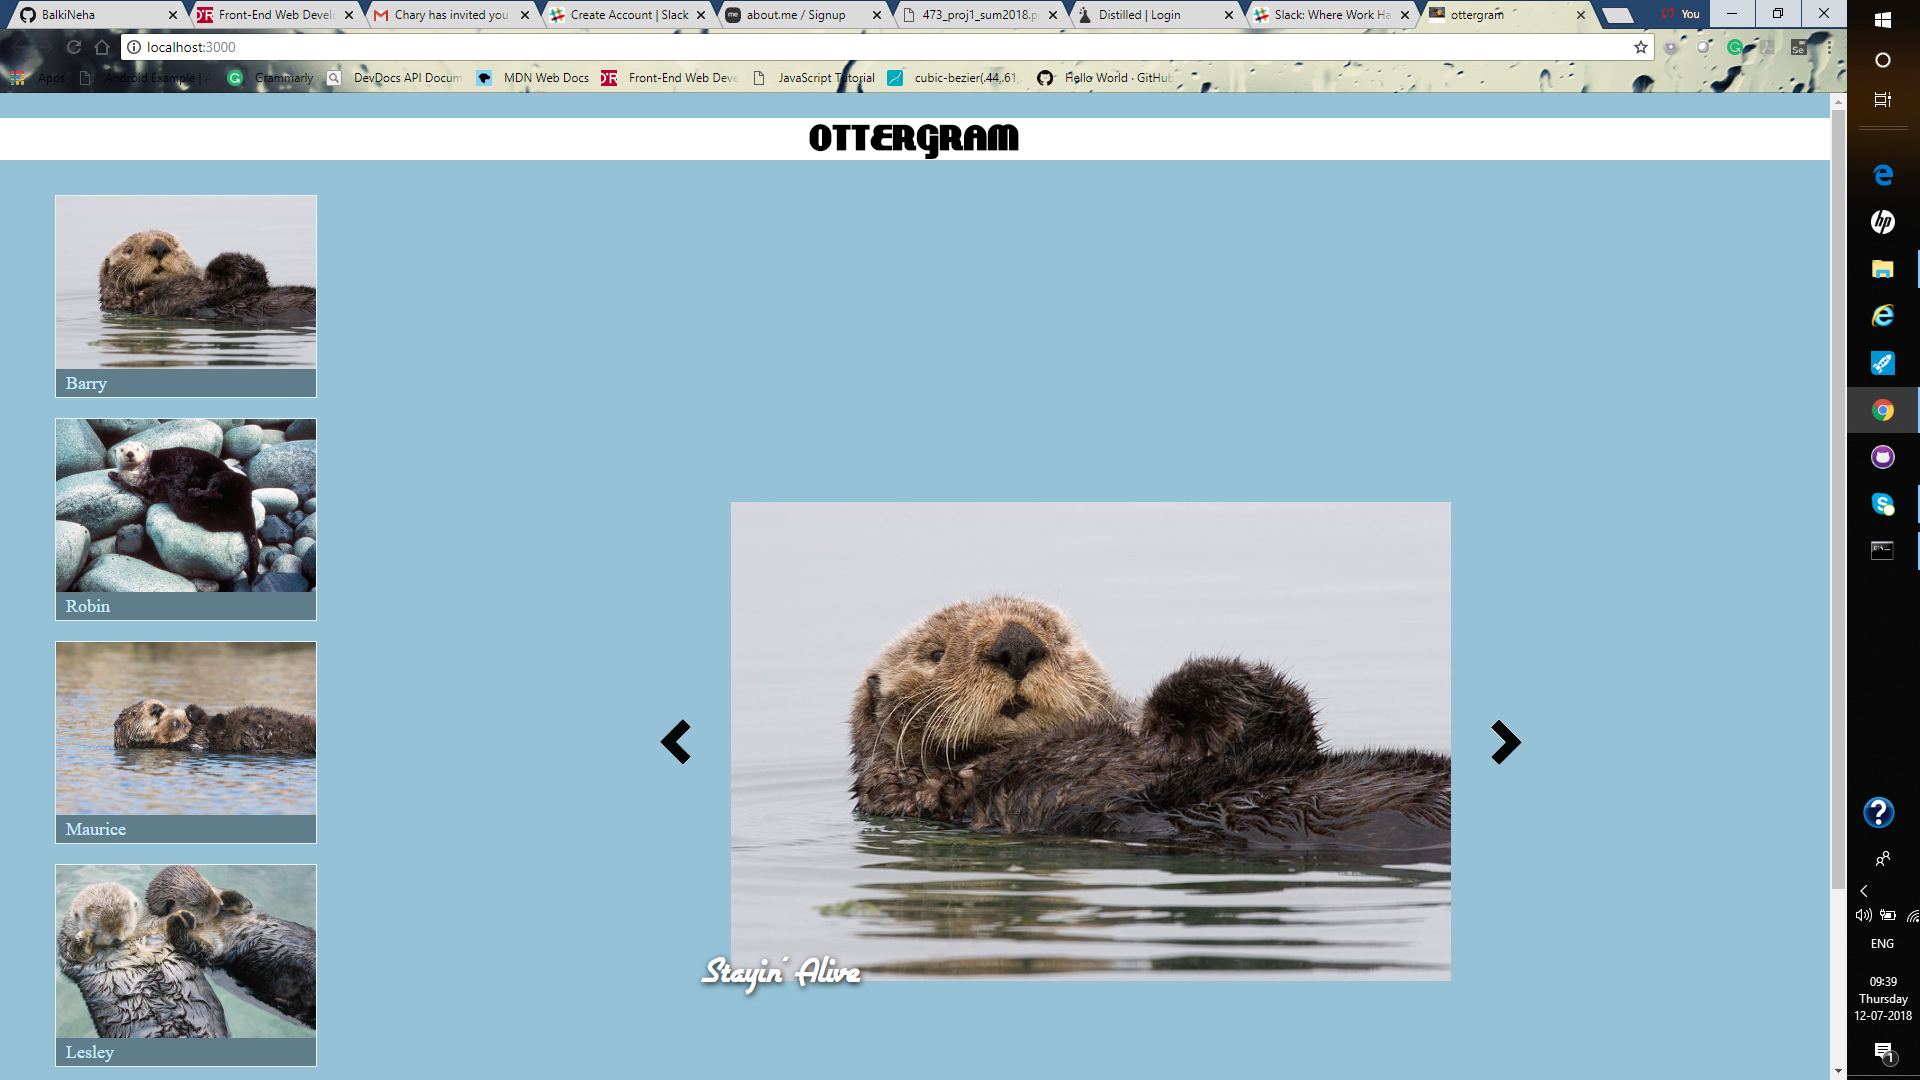 BalkiNeha
Front-End Web Develo
Chary has invited you
Create Account | Slack
about.me / Signup
473_proj1_sum2018.p
Distilled | Login
Slack: Where Work Ha
ottergram
You
localhost:3000
Apps
Android Example | A
Grammarly
DevDocs API Docum
MDN Web Docs
Front-End Web Deve
JavaScript Tutorial
cubic-bezier(.44,.61,
Hello World · GitHub
OTTERGRAM
Barry
Robin
Maurice
Lesley
Stayin' Alive
ENG
09:39
Thursday
12-07-2018
1